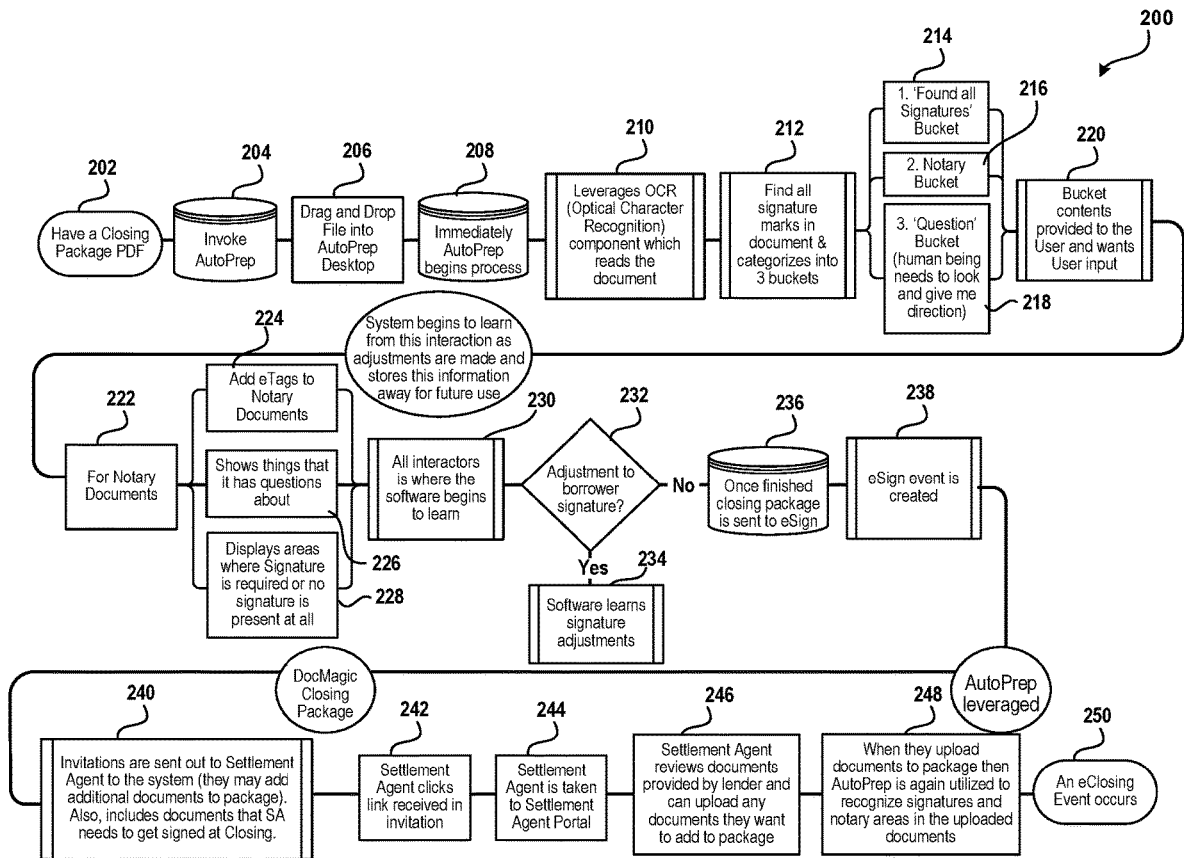 200
214
1. 'Found all
Signatures'
Bucket
216
2. Notary
Bucket
3. 'Question'
Bucket
(human being
needs to look
and give me
direction)
218
202
Have a Closing
Package PDF
204
Invoke
AutoPrep
206
Drag and Drop
File into
AutoPrep
Desktop
208
Immediately
AutoPrep
begins process
210
Leverages OCR
(Optical Character
Recognition)
component which
reads the
document
212
Find all
signature
marks in
document &
categorizes into
3 buckets
220
Bucket
contents
provided to the
User and wants
User input
System begins to learn
from this interaction as
adjustments are made and
stores this information
away for future use
222
For Notary
Documents
224
Add eTags to
Notary
Documents
Shows things that
it has questions
about
226
Displays areas
where Signature
is required or no
signature is
present at all
228
230
All interactors
is where the
software begins
to learn
232
Adjustment to
borrower
signature?
No
Yes
234
Software learns
signature
adjustments
236
Once finished
closing package
is sent to eSign
238
eSign event is
created
DocMagic
Closing
Package
AutoPrep
leveraged
240
Invitations are sent out to Settlement
Agent to the system (they may add
additional documents to package).
Also, includes documents that SA
needs to get signed at Closing.
242
Settlement
Agent clicks
link received in
invitation
244
Settlement
Agent is taken
to Settlement
Agent Portal
246
Settlement Agent
reviews documents
provided by lender and
can upload any
documents they want
to add to package
248
When they upload
documents to package then
AutoPrep is again utilized to
recognize signatures and
notary areas in the uploaded
documents
250
An eClosing
Event occurs